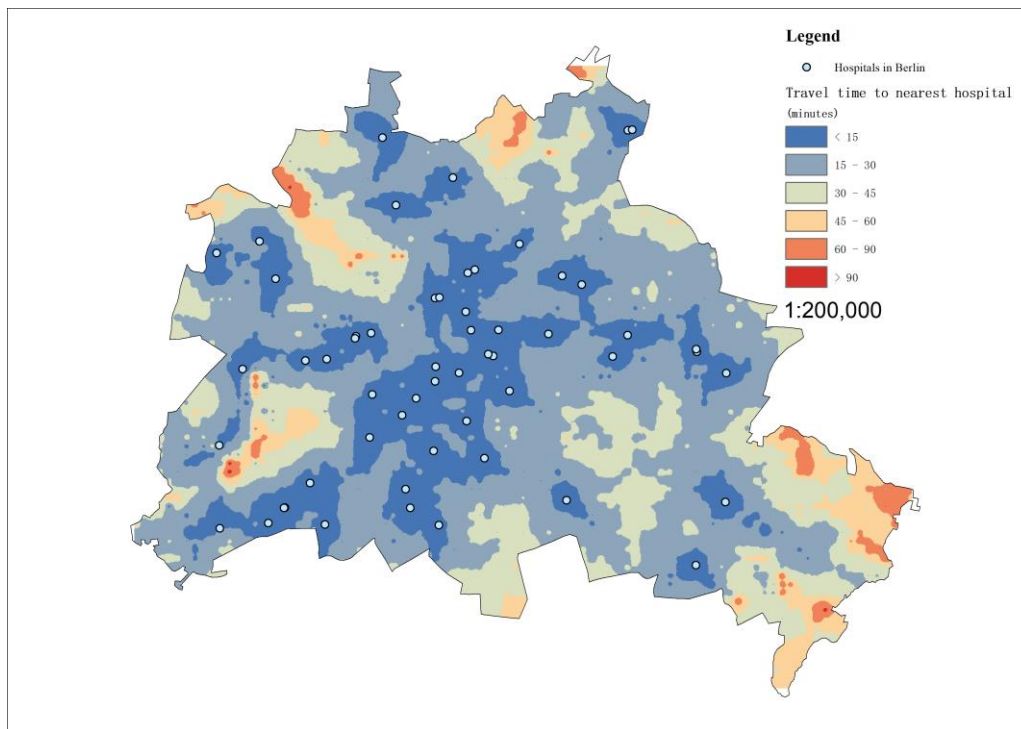 Legend
Hospitals in Berlin
Travel time to nearest hospital
(minutes)
< 15
15 - 30
30 - 45
45 - 60
60 - 90
> 90
1:200,000